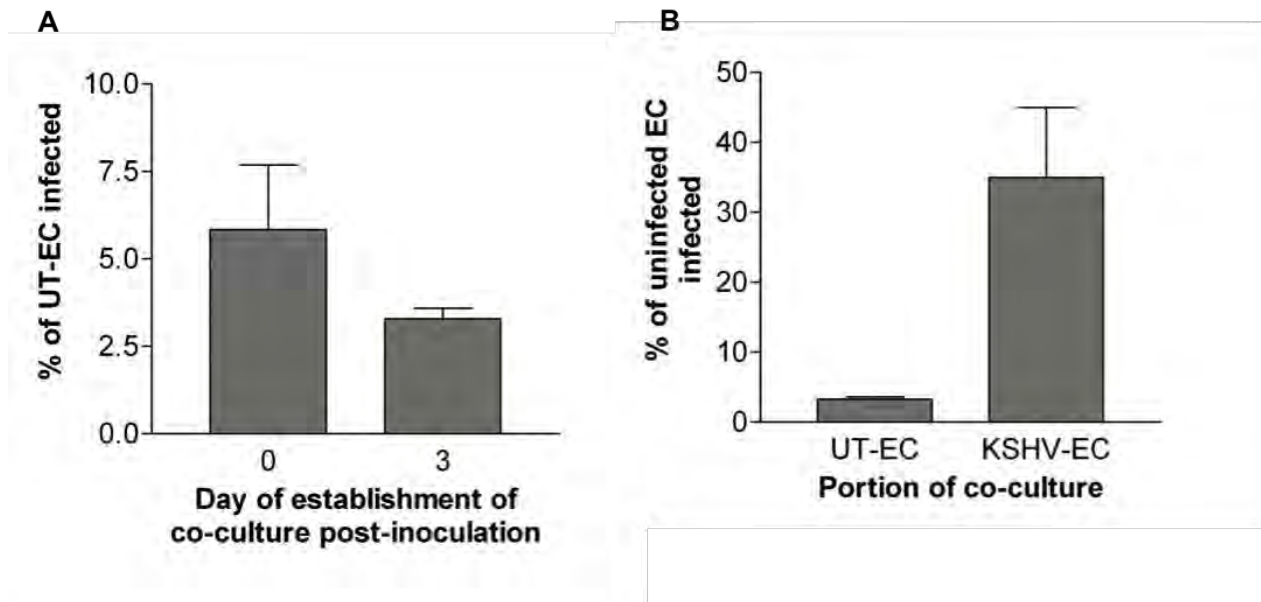 A
% of UT-EC infected
10.0
7.5
5.0
2.5
0.0
0 3
Day of establishment of
co-culture post-inoculation
B
% of uninfected EC
infected
50
40
30
20
10
0
UT-EC KSHV-EC
Portion of co-culture